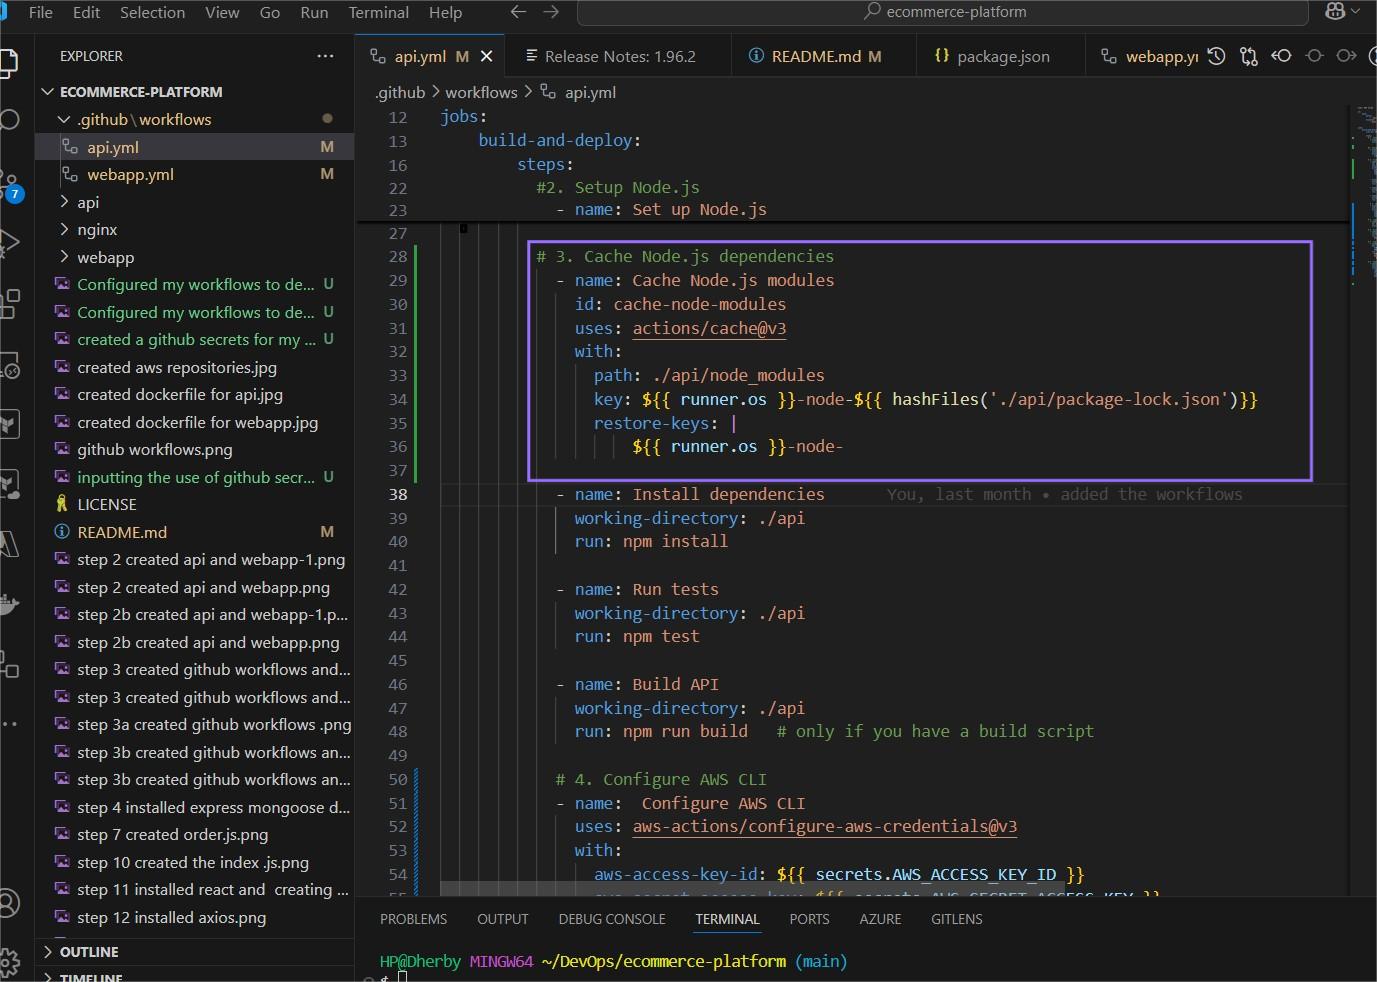 File Edit Selection View Go Run Terminal Help
ecommerce-platform
EXPLORER
ECOMMERCE-PLATFORM
.github\workflows
api.yml M
webapp.yml M
api
nginx
webapp
Configured my workflows to de... U
Configured my workflows to de... U
created a github secrets for my ... U
created aws repositories.jpg
created dockerfile for api.jpg
created dockerfile for webapp.jpg
github workflows.png
inputting the use of github secr... U
LICENSE
README.md M
step 2 created api and webapp-1.png
step 2 created api and webapp.png
step 2b created api and webapp-1.p...
step 2b created api and webapp.png
step 3 created github workflows and...
step 3 created github workflows and...
step 3a created github workflows .png
step 3b created github workflows an...
step 3b created github workflows an...
step 4 installed express mongoose d...
step 7 created order.js.png
step 10 created the index .js.png
step 11 installed react and  creating ...
step 12 installed axios.png
OUTLINE
TIMELINE
7
api.yml M
Release Notes: 1.96.2
README.md M
package.json
webapp.yr
.github > workflows > api.yml
12 jobs:
13 build-and-deploy:
16 steps:
22 #2. Setup Node.js
23 - name: Set up Node.js
27
28 # 3. Cache Node.js dependencies
29 - name: Cache Node.js modules
30 id: cache-node-modules
31 uses: actions/cache@v3
32 with:
33 path: ./api/node_modules
34 key: ${{ runner.os }}-node-${{ hashFiles('./api/package-lock.json')}}
35 restore-keys: |
36 ${{ runner.os }}-node-
37
38 - name: Install dependencies You, last month • added the workflows
39 working-directory: ./api
40 run: npm install
41
42 - name: Run tests
43 working-directory: ./api
44 run: npm test
45
46 - name: Build API
47 working-directory: ./api
48 run: npm run build   # only if you have a build script
49
50 # 4. Configure AWS CLI
51 - name:  Configure AWS CLI
52 uses: aws-actions/configure-aws-credentials@v3
53 with:
54 aws-access-key-id: ${{ secrets.AWS_ACCESS_KEY_ID }}
PROBLEMS OUTPUT DEBUG CONSOLE TERMINAL PORTS AZURE GITLENS
HP@Dherby MINGW64 ~/DevOps/ecommerce-platform (main)
$